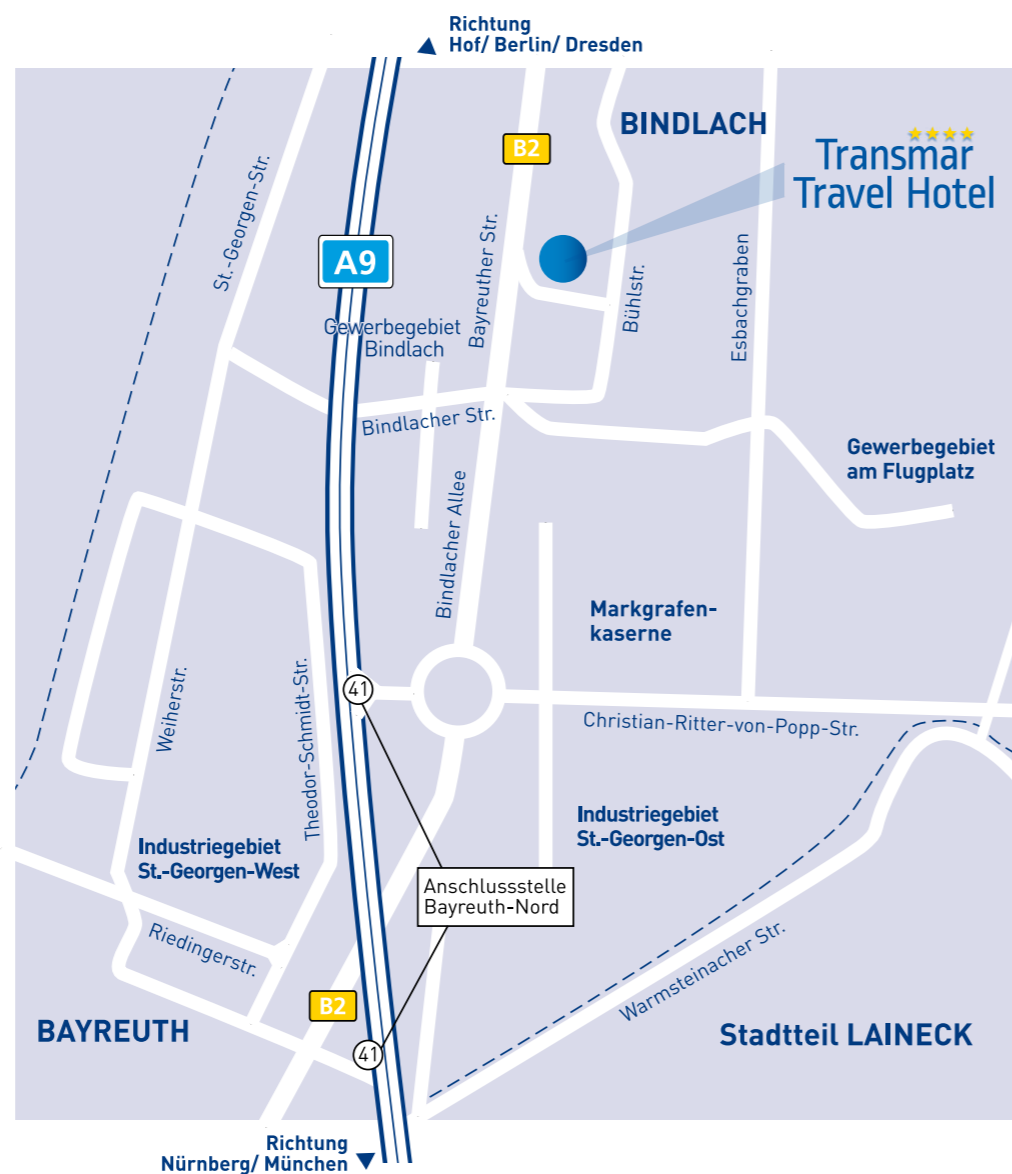 Richtung
Hof/ Berlin/ Dresden
BINDLACH
B2
Transmar
Travel Hotel
St.-Georgen-Str.
A9
Bayreuther Str.
Bühlstr.
Esbachgraben
Gewerbegebiet
Bindlach
Bindlacher Str.
Gewerbegebiet
am Flugplatz
Bindlacher Allee
Markgrafen-
kaserne
Weiherstr.
Theodor-Schmidt-Str.
41
Christian-Ritter-von-Popp-Str.
Industriegebiet
St.-Georgen-West
Industriegebiet
St.-Georgen-Ost
Anschlussstelle
Bayreuth-Nord
Riedingerstr.
Warmsteinacher Str.
B2
BAYREUTH
41
Stadtteil LAINECK
Richtung
Nürnberg/ München